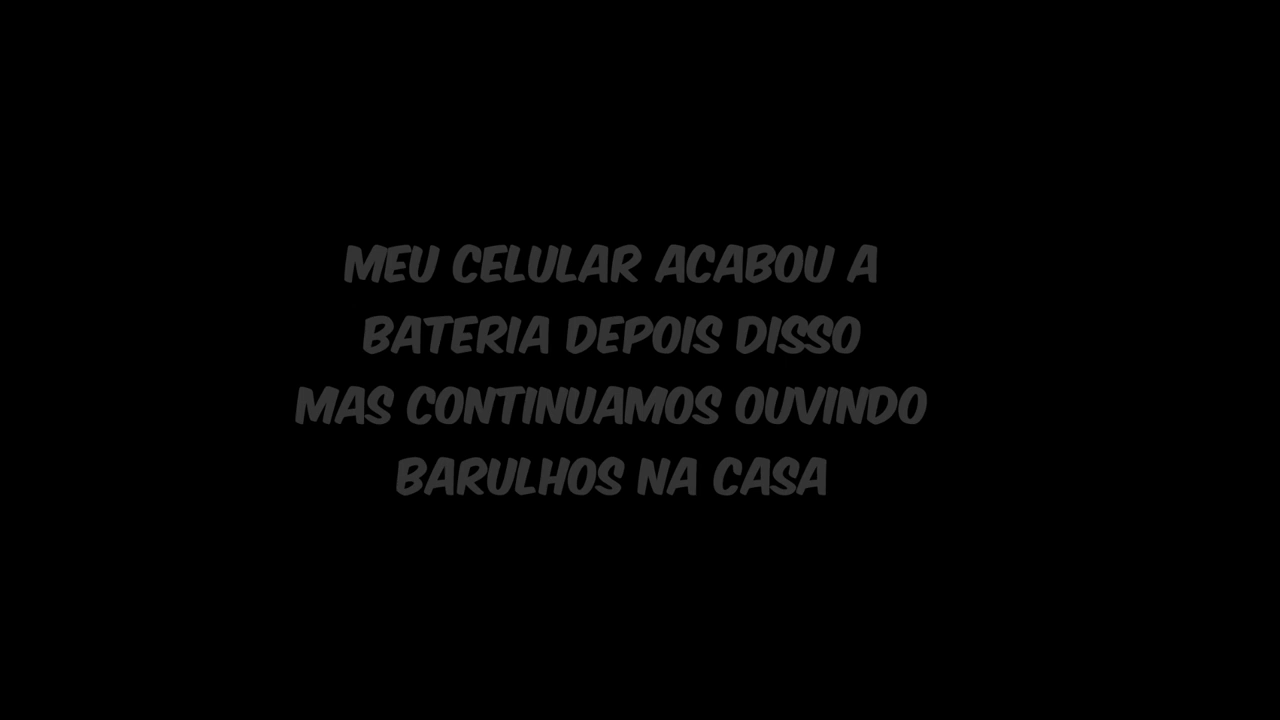 MEU CELULAR ACABOU A
BATERIA DEPOIS DISSO
MAS CONTINUAMOS OUVINDO
BARULHOS NA CASA